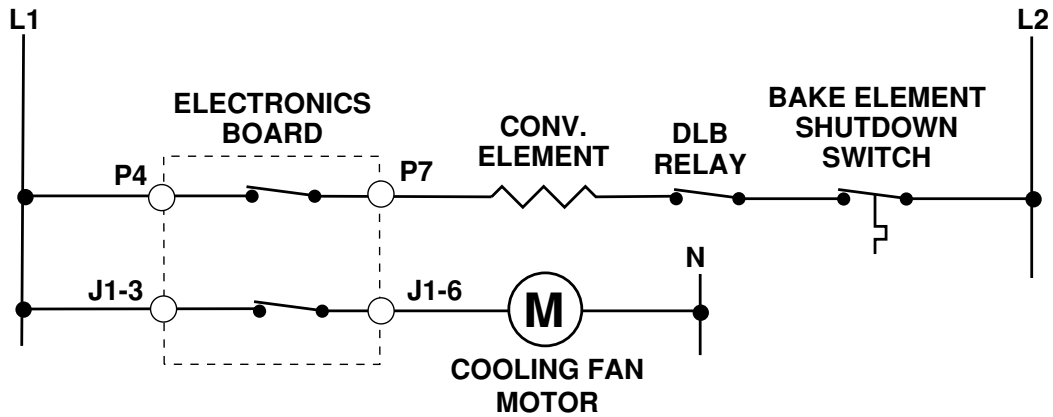 L1
L2
ELECTRONICS
BOARD
CONV.
ELEMENT
DLB
RELAY
BAKE ELEMENT
SHUTDOWN
SWITCH
P4
P7
N
J1-3
J1-6
M
COOLING FAN
MOTOR